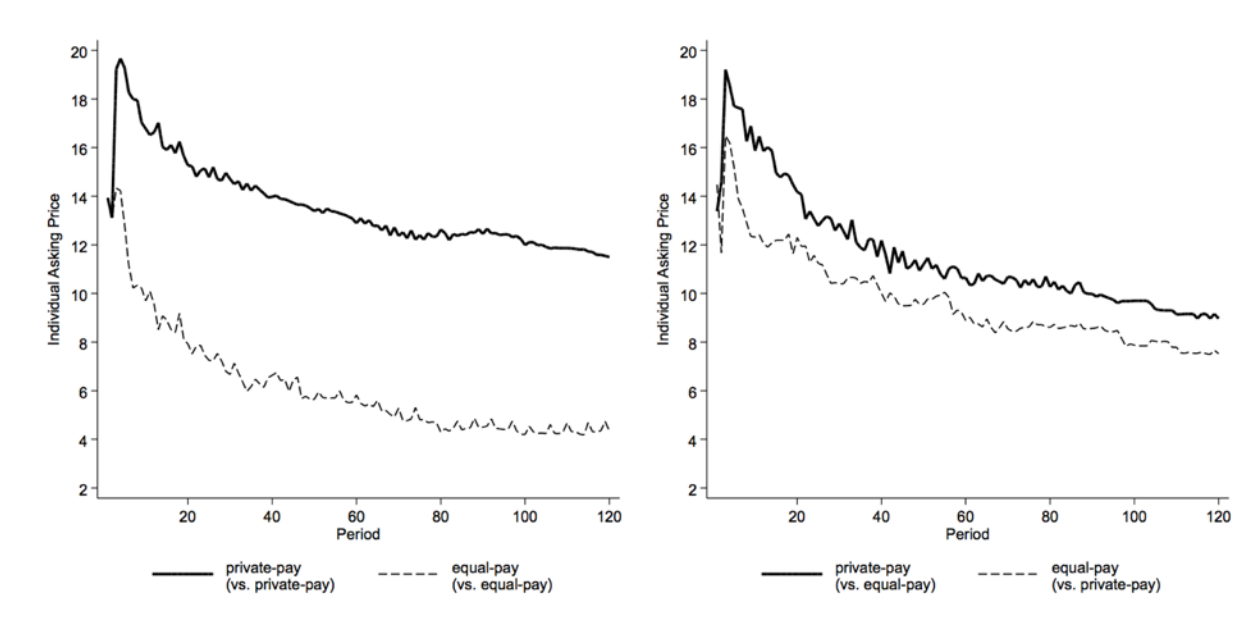 20
18
16
14
12
10
8
6
4
2
Individual Asking Price
20 40 60 80 100 120
Period
private-pay equal-pay
(vs. private-pay) (vs. equal-pay)
20
18
16
14
12
10
8
6
4
2
Individual Asking Price
20 40 60 80 100 120
Period
private-pay equal-pay
(vs. equal-pay) (vs. private-pay)